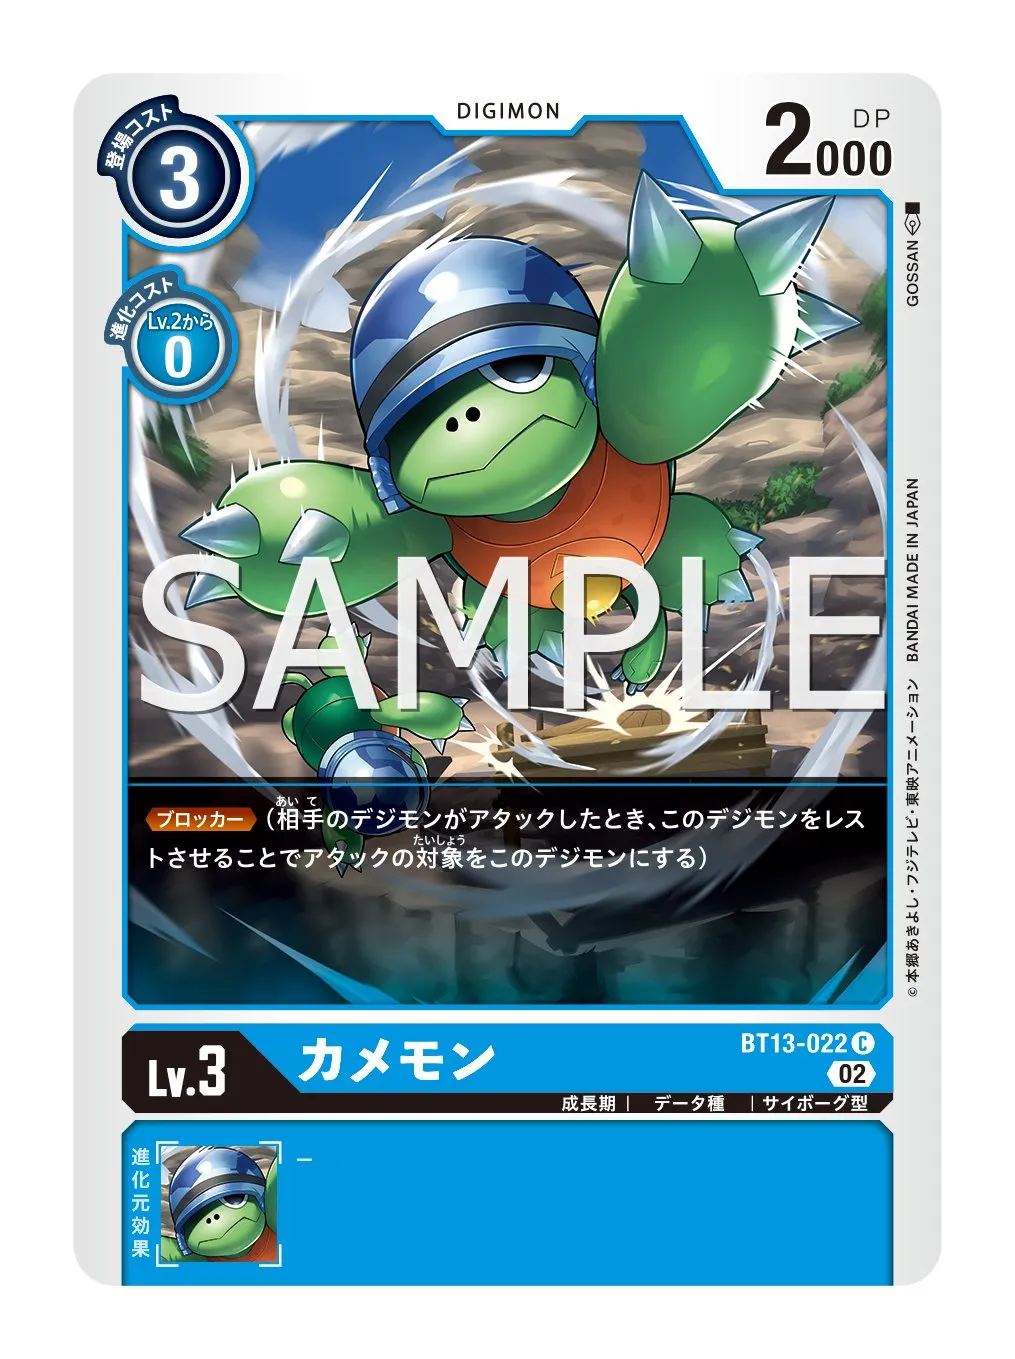 DIGIMON
登場コスト
3
2000
DP
進化コスト
Lv.2から
0
GOSSAN
BANDAI MADE IN JAPAN
©本郷あきよし・フジテレビ・東映アニメーション
SAMPLE
あいて
ブロッカー (相手のデジモンがアタックしたとき、このデジモンをレス
たいしょう
トさせることでアタックの対象をこのデジモンにする)
Lv.3
カメモン
BT13-022 C
02
成長期 | データ種 | サイボーグ型
進化元効果
–